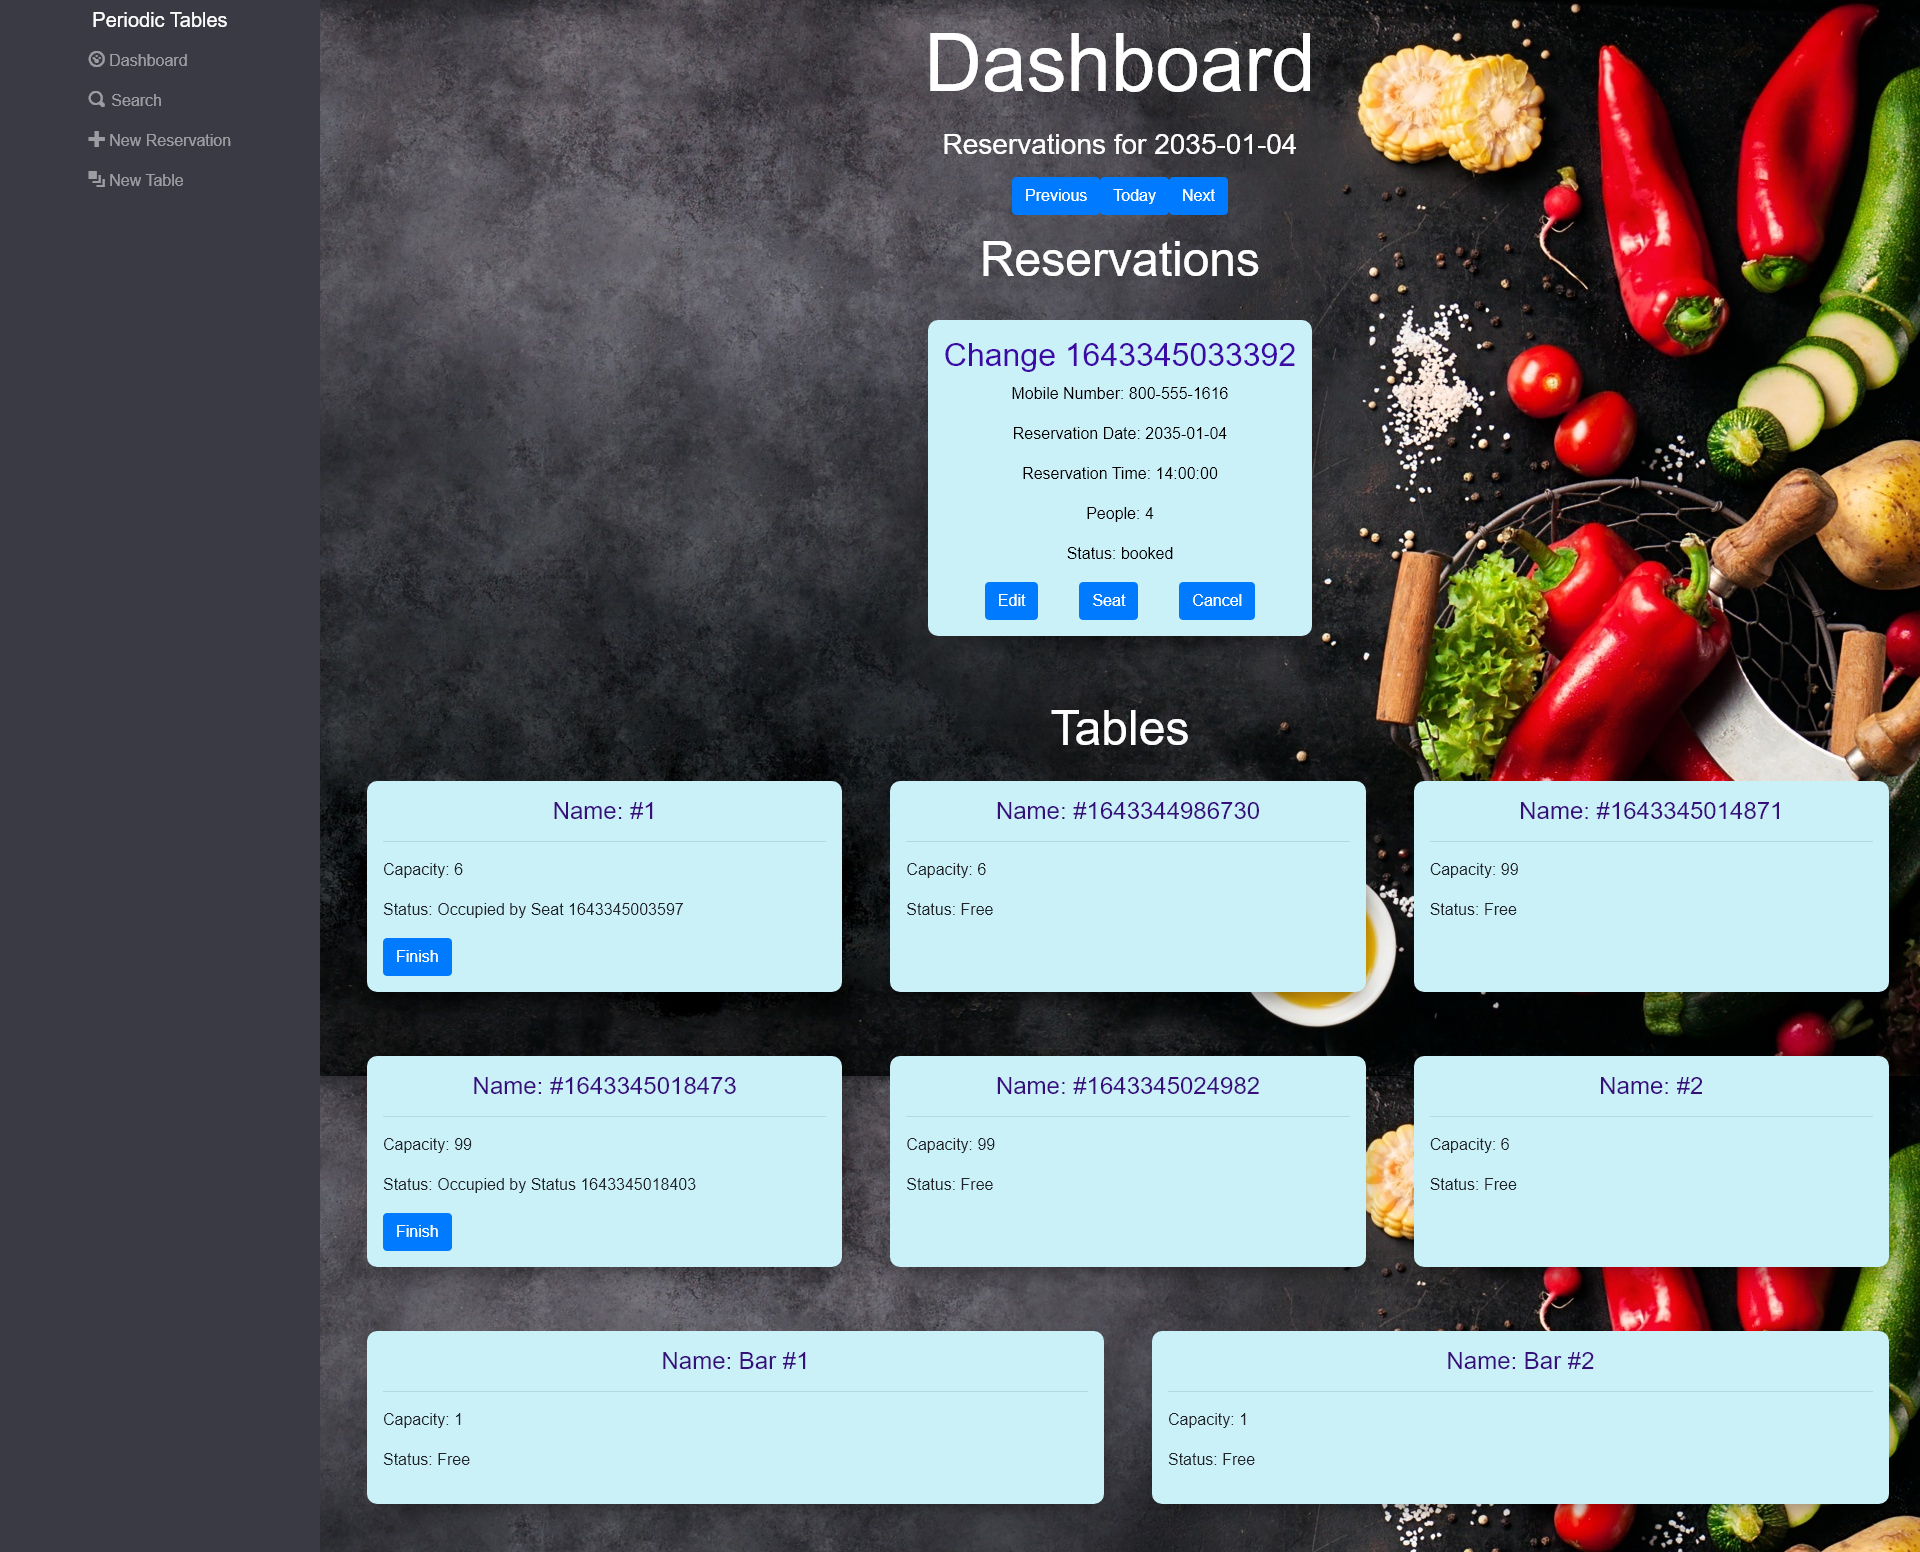 Periodic Tables
Dashboard
Search
New Reservation
New Table
Dashboard
Reservations for 2035-01-04
Previous Today Next
Reservations
Change 1643345033392
Mobile Number: 800-555-1616
Reservation Date: 2035-01-04
Reservation Time: 14:00:00
People: 4
Status: booked
Edit Seat Cancel
Tables
Name: #1
Capacity: 6
Status: Occupied by Seat 1643345003597
Finish
Name: #1643344986730
Capacity: 6
Status: Free
Name: #1643345014871
Capacity: 99
Status: Free
Name: #1643345018473
Capacity: 99
Status: Occupied by Status 1643345018403
Finish
Name: #1643345024982
Capacity: 99
Status: Free
Name: #2
Capacity: 6
Status: Free
Name: Bar #1
Capacity: 1
Status: Free
Name: Bar #2
Capacity: 1
Status: Free